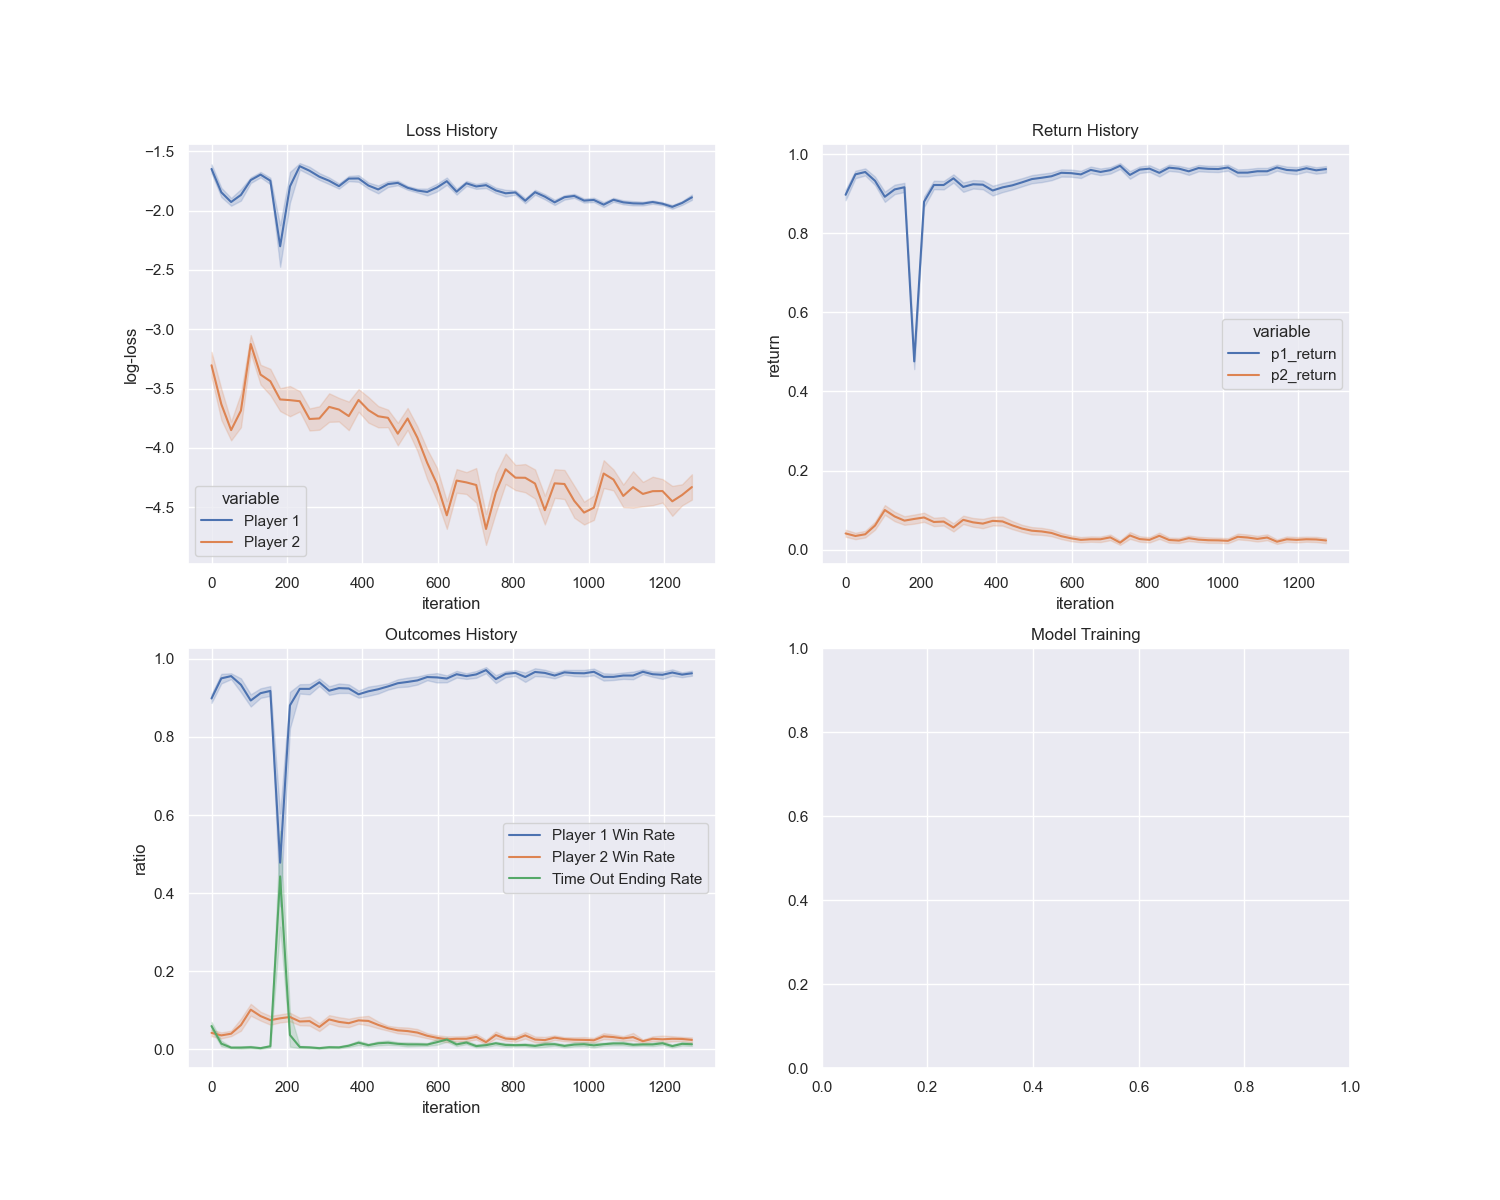 Loss History
−1.5
−2.0
−2.5
−3.0
−3.5
−4.0
−4.5
log-loss
variable
Player 1
Player 2
0 200 400 600 800 1000 1200
iteration
Return History
1.0
0.8
0.6
0.4
0.2
0.0
return
variable
p1_return
p2_return
0 200 400 600 800 1000 1200
iteration
Outcomes History
1.0
0.8
0.6
0.4
0.2
0.0
ratio
Player 1 Win Rate
Player 2 Win Rate
Time Out Ending Rate
0 200 400 600 800 1000 1200
iteration
Model Training
1.0
0.8
0.6
0.4
0.2
0.0
0.0 0.2 0.4 0.6 0.8 1.0